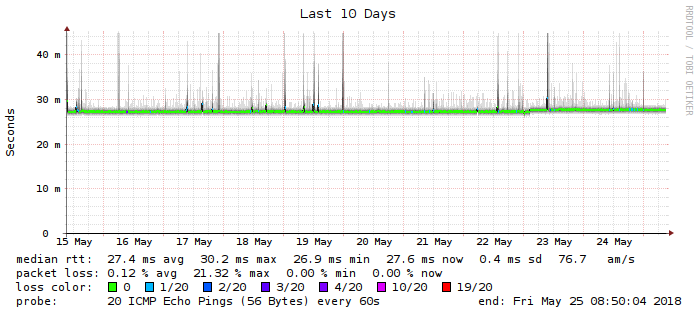 Last 10 Days
RRDTOOL / TOBI OETIKER
Seconds
40 m
30 m
20 m
10 m
0
15 May 16 May 17 May 18 May 19 May 20 May 21 May 22 May 23 May 24 May
median rtt: 27.4 ms avg 30.2 ms max 26.9 ms min 27.6 ms now 0.4 ms sd 76.7 am/s
packet loss: 0.12 % avg 21.32 % max 0.00 % min 0.00 % now
loss color: 0 1/20 2/20 3/20 4/20 10/20 19/20
probe: 20 ICMP Echo Pings (56 Bytes) every 60s end: Fri May 25 08:50:04 2018